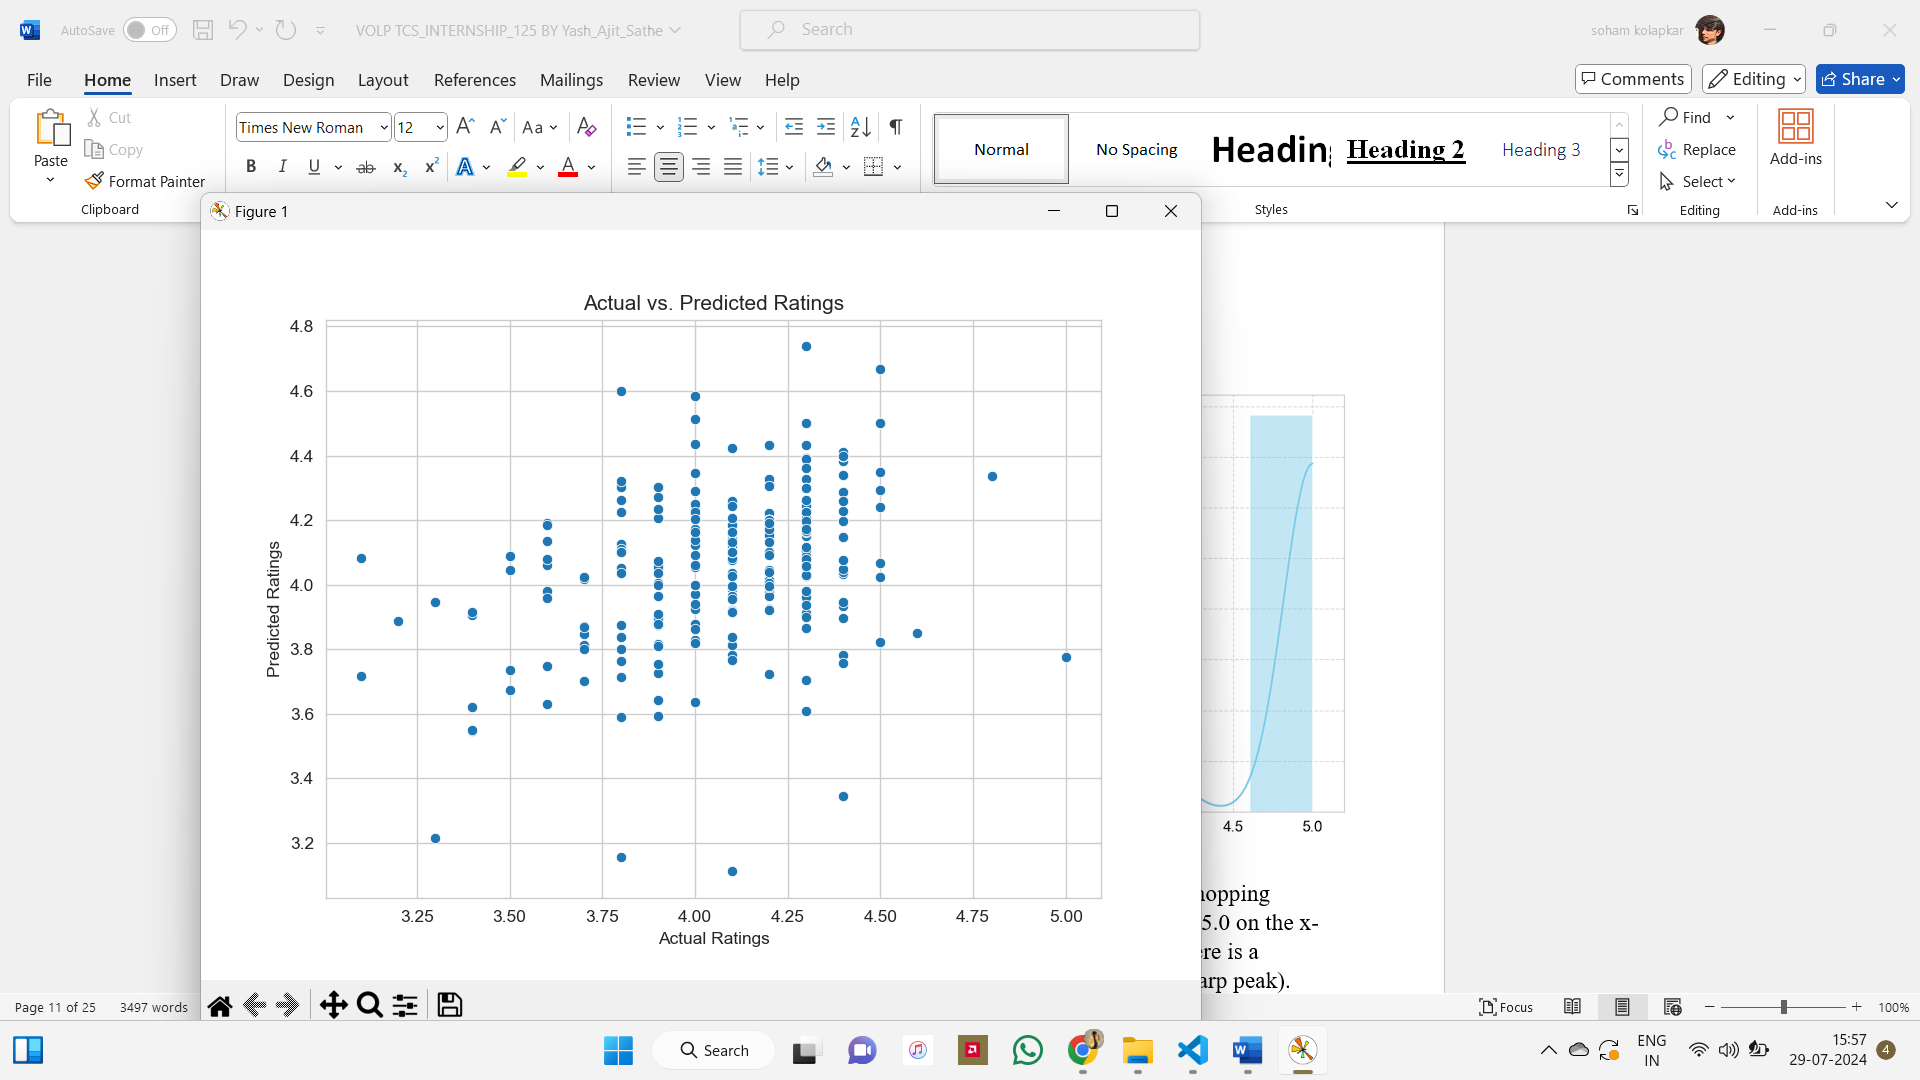 AutoSave Off VOLP TCS_INTERNSHIP_125 BY Yash_Ajit_Sathe Search soham kolapkar
File Home Insert Draw Design Layout References Mailings Review View Help Comments Editing Share
Paste Cut Copy Format Painter
Clipboard
Times New Roman 12
Normal No Spacing Heading Heading 2 Heading 3
Styles
Find
Replace
Select
Editing
Add-ins
Add-ins
Figure 1
Actual vs. Predicted Ratings
4.8
4.6
4.4
4.2
4.0
3.8
3.6
3.4
3.2
Predicted Ratings
3.25 3.50 3.75 4.00 4.25 4.50 4.75 5.00
Actual Ratings
4.5 5.0
hopping
5.0 on the x-
re is a
arp peak).
Page 11 of 25 3497 words Focus 100%
Search
ENG
IN
15:57
29-07-2024
4